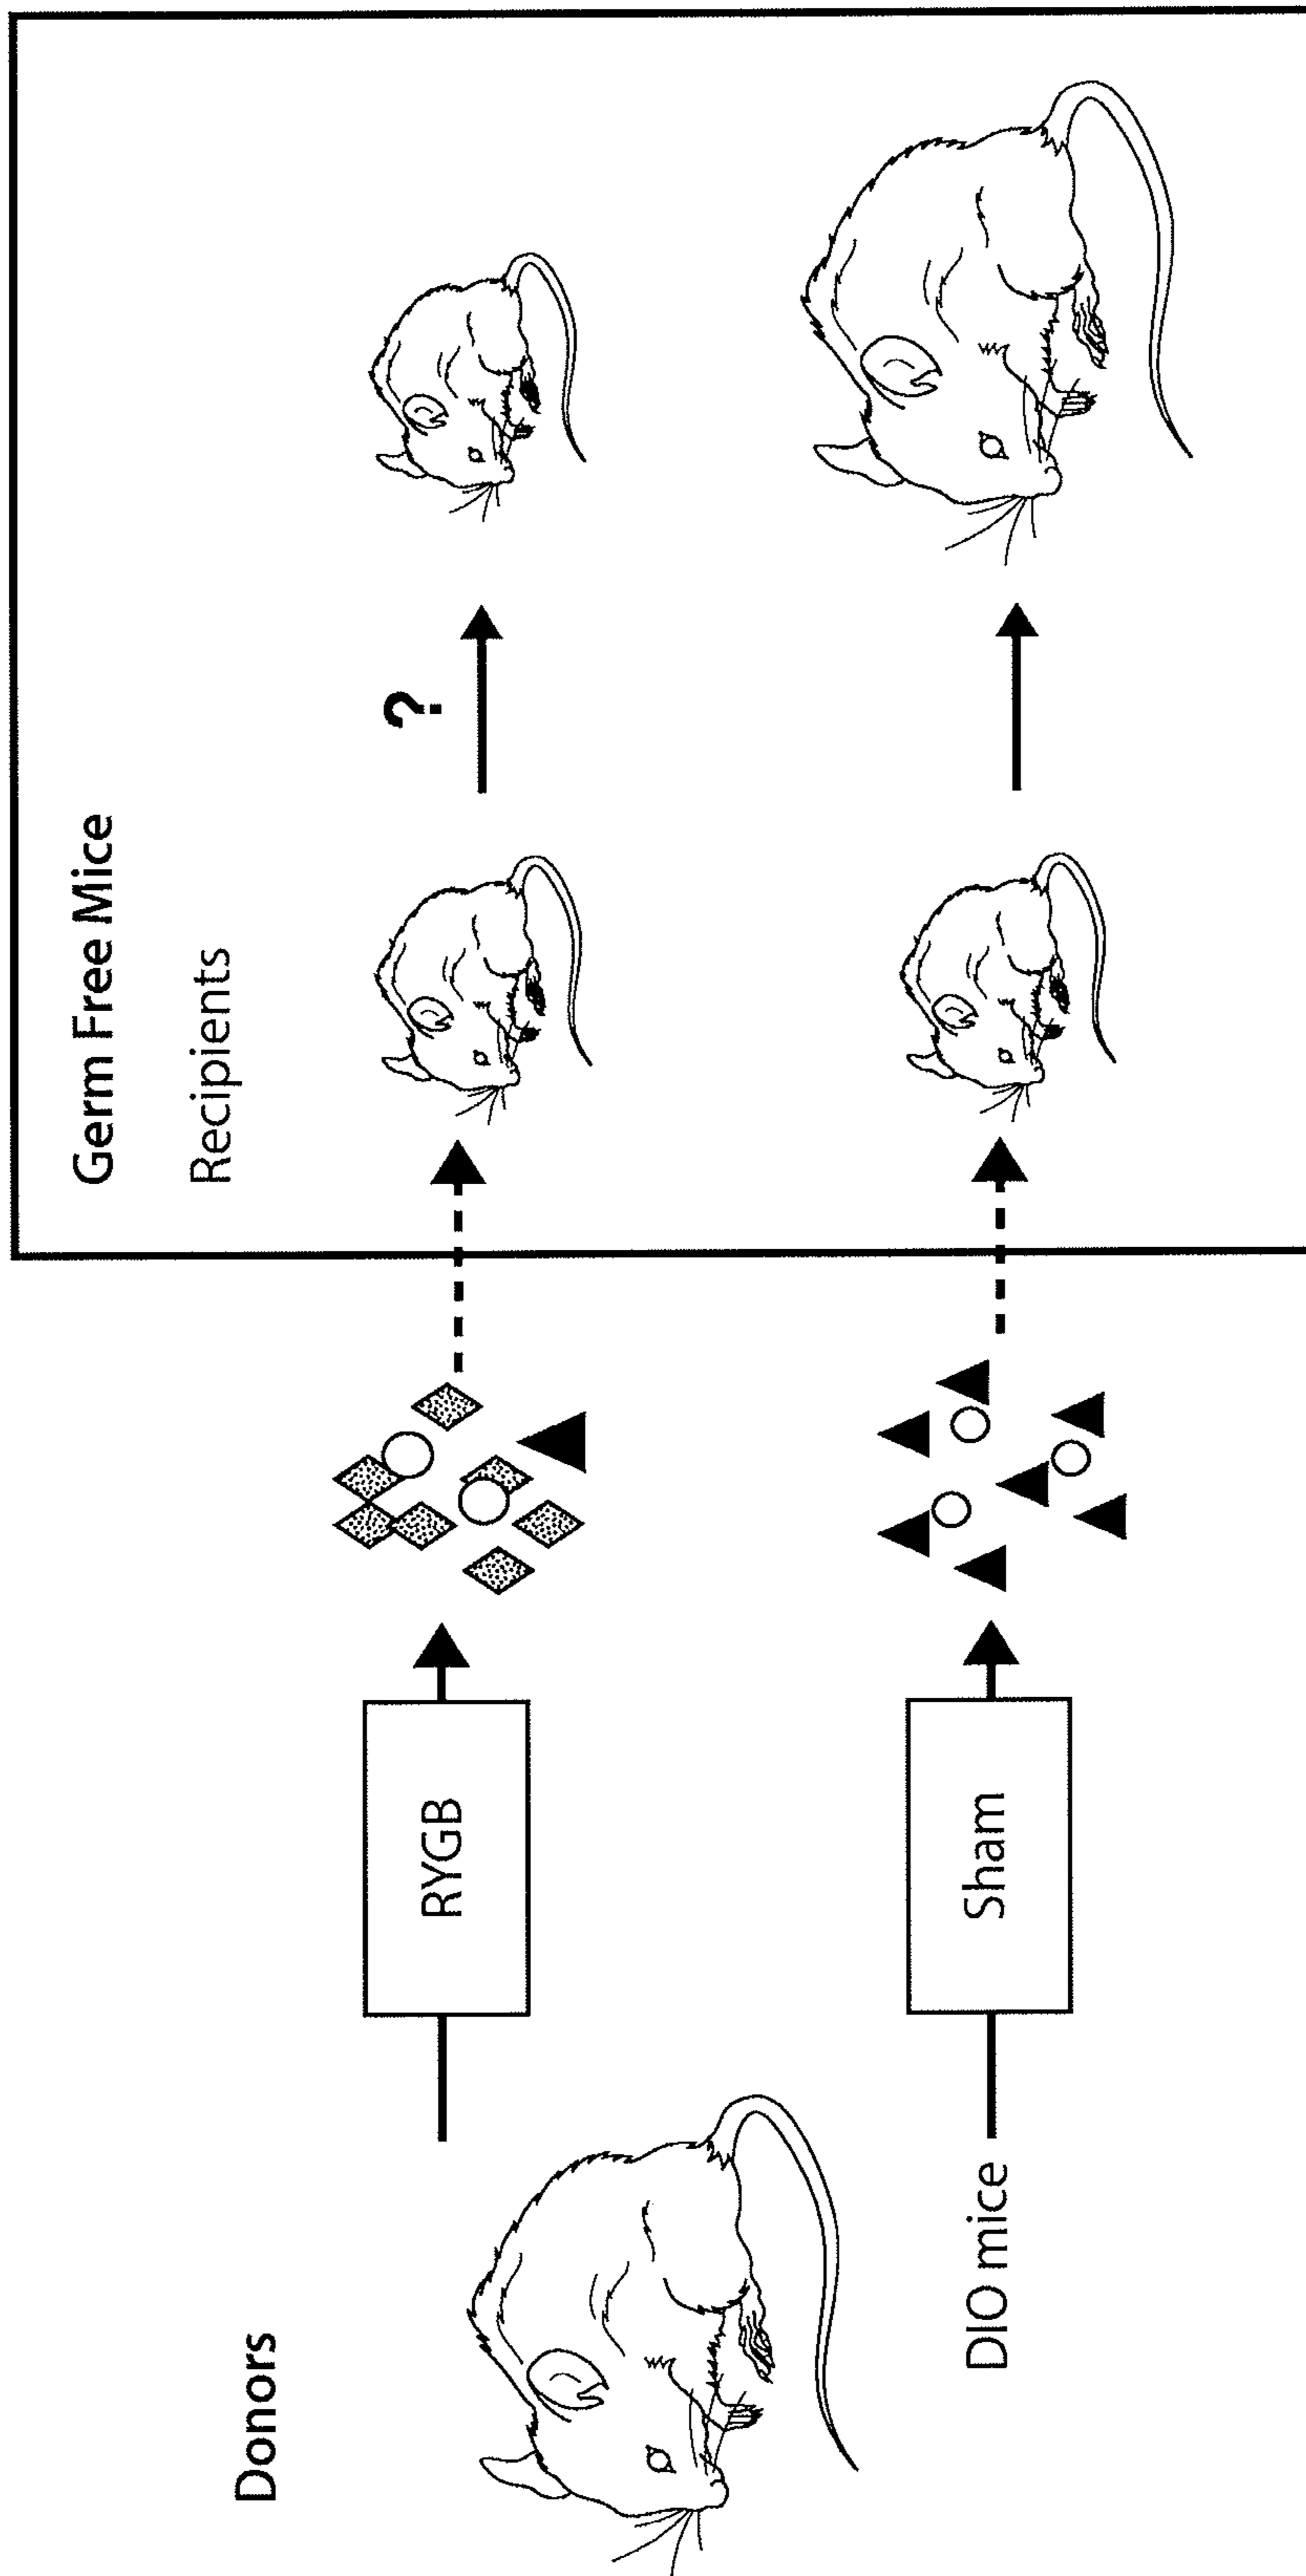 Donors
DIO mice
RYGB
Sham
Germ Free Mice
Recipients
?